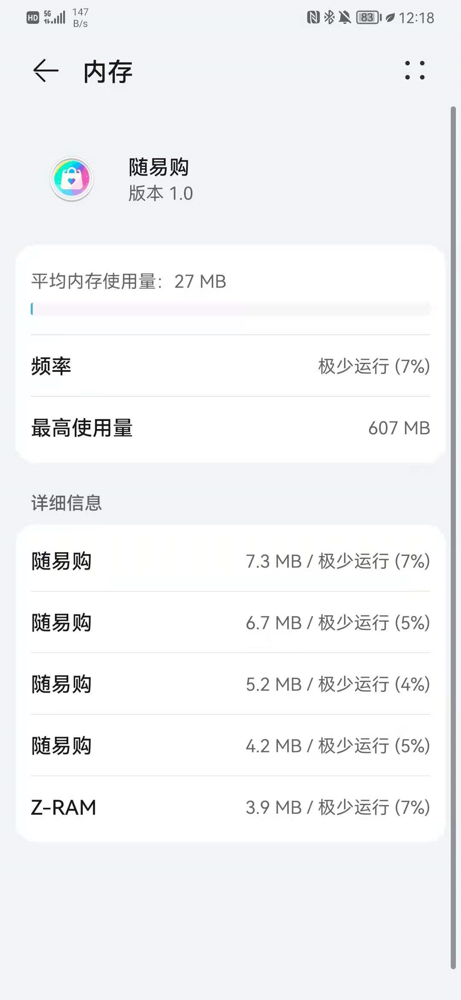 HD 5G 147 B/s 83 12:18
内存
随易购
版本 1.0
平均内存使用量：27 MB
频率 极少运行 (7%)
最高使用量 607 MB
详细信息
随易购 7.3 MB / 极少运行 (7%)
随易购 6.7 MB / 极少运行 (5%)
随易购 5.2 MB / 极少运行 (4%)
随易购 4.2 MB / 极少运行 (5%)
Z-RAM 3.9 MB / 极少运行 (7%)